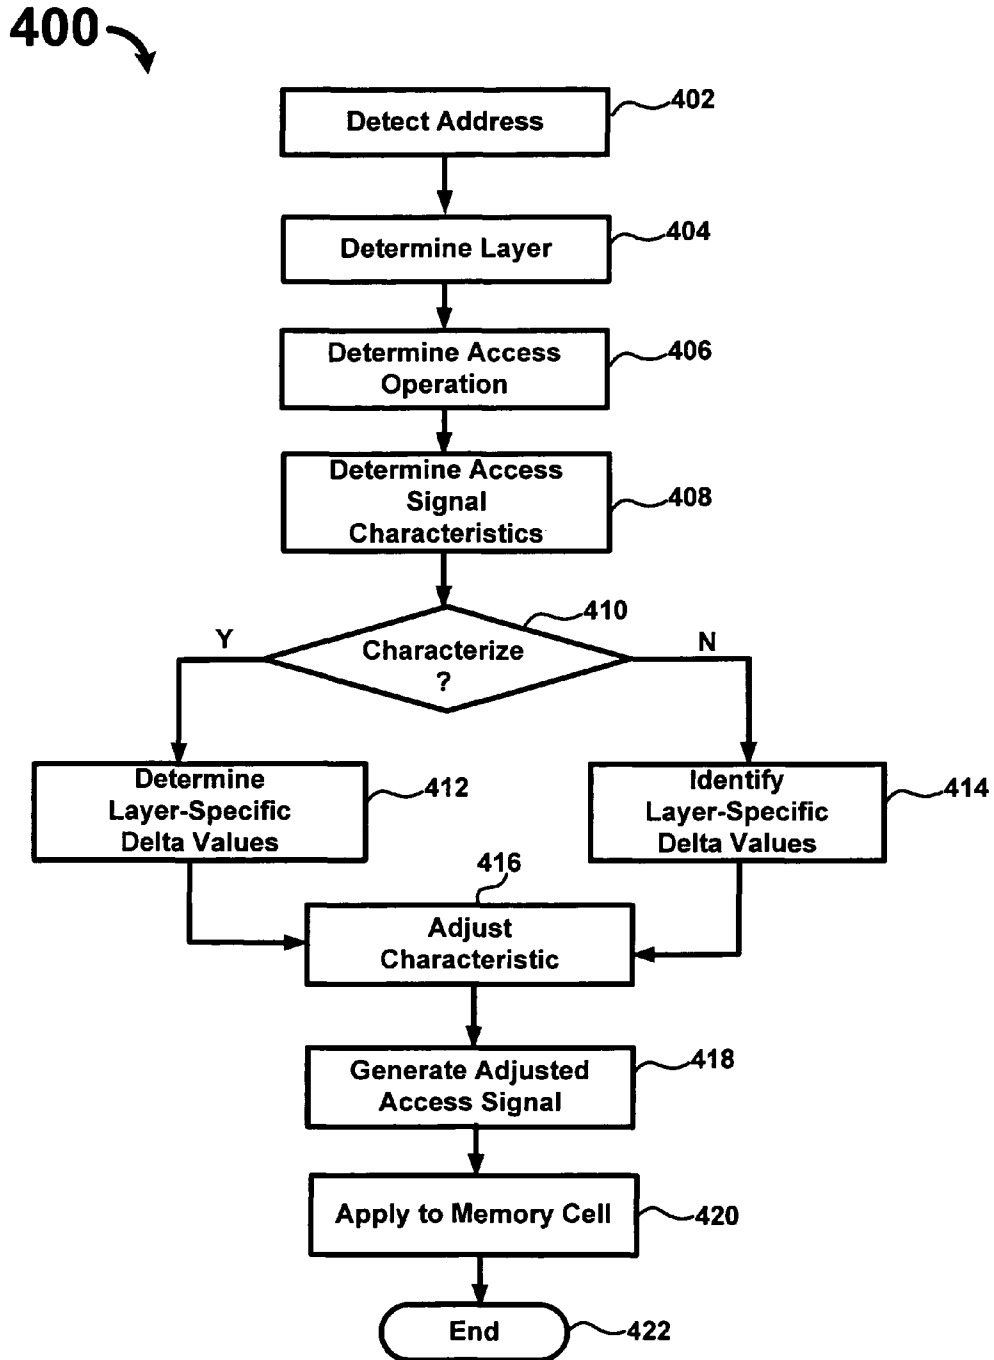 400
Detect Address
402
Determine Layer
404
Determine Access
Operation
406
Determine Access
Signal
Characteristics
408
410
Characterize
?
Y
N
Determine
Layer-Specific
Delta Values
412
Identify
Layer-Specific
Delta Values
414
416
Adjust
Characteristic
Generate Adjusted
Access Signal
418
Apply to Memory Cell
420
End
422